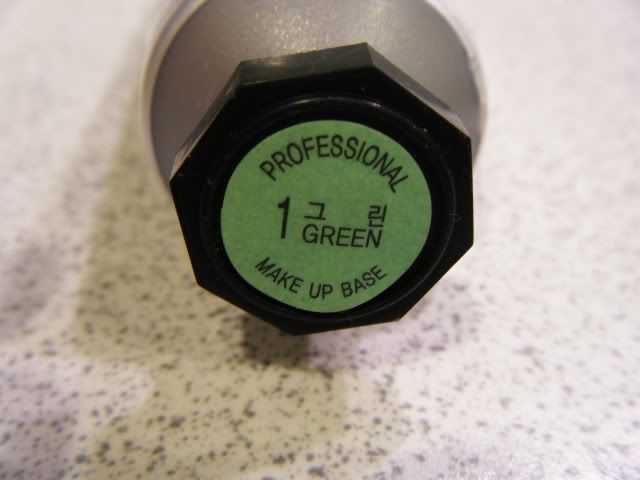 PROFESSIONAL
1 그 린
GREEN
MAKE UP BASE